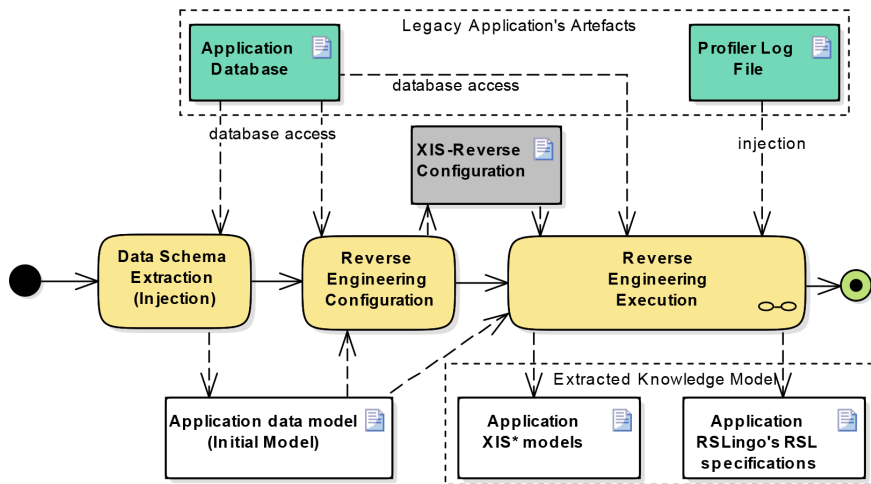 Legacy Application's Artefacts
Application
Database
Profiler Log
File
database access
database access
injection
XIS-Reverse
Configuration
Data Schema
Extraction
(Injection)
Reverse
Engineering
Configuration
Reverse
Engineering
Execution
Extracted Knowledge Model
Application data model
(Initial Model)
Application
XIS* models
Application
RSLingo's RSL
specifications